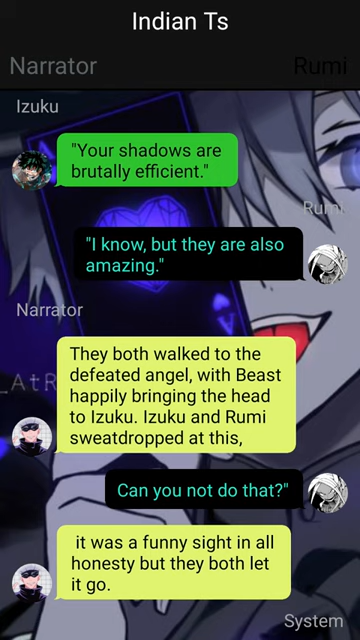 Indian Ts
Narrator
Rumi
Izuku
"Your shadows are
brutally efficient."
Rumi
"I know, but they are also
amazing."
Narrator
They both walked to the
defeated angel, with Beast
happily bringing the head
to Izuku. Izuku and Rumi
sweatdropped at this,
_AtR
Can you not do that?"
it was a funny sight in all
honesty but they both let
it go.
System